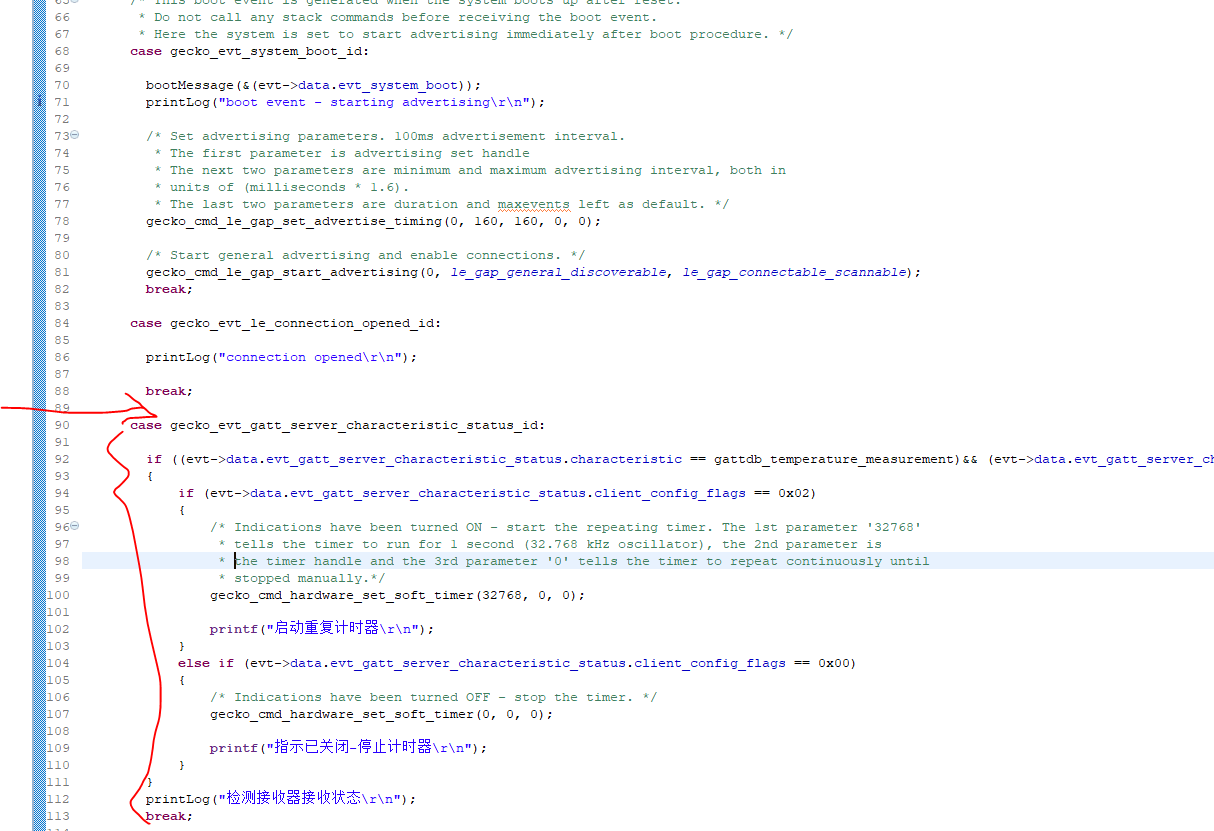 65 /* This boot event is generated when the system boots up after reset.
66 * Do not call any stack commands before receiving the boot event.
67 * Here the system is set to start advertising immediately after boot procedure. */
68 case gecko_evt_system_boot_id:
69
70 bootMessage(&(evt->data.evt_system_boot));
71 printLog("boot event - starting advertising\r\n");
72
73 /* Set advertising parameters. 100ms advertisement interval.
74 * The first parameter is advertising set handle
75 * The next two parameters are minimum and maximum advertising interval, both in
76 * units of (milliseconds * 1.6).
77 * The last two parameters are duration and maxevents left as default. */
78 gecko_cmd_le_gap_set_advertise_timing(0, 160, 160, 0, 0);
79
80 /* Start general advertising and enable connections. */
81 gecko_cmd_le_gap_start_advertising(0, le_gap_general_discoverable, le_gap_connectable_scannable);
82 break;
83
84 case gecko_evt_le_connection_opened_id:
85
86 printLog("connection opened\r\n");
87
88 break;
89
90 case gecko_evt_gatt_server_characteristic_status_id:
91
92 if ((evt->data.evt_gatt_server_characteristic_status.characteristic == gattdb_temperature_measurement)&& (evt->data.evt_gatt_server_ch
93 {
94 if (evt->data.evt_gatt_server_characteristic_status.client_config_flags == 0x02)
95 {
96 /* Indications have been turned ON - start the repeating timer. The 1st parameter '32768'
97 * tells the timer to run for 1 second (32.768 kHz oscillator), the 2nd parameter is
98 * the timer handle and the 3rd parameter '0' tells the timer to repeat continuously until
99 * stopped manually.*/
100 gecko_cmd_hardware_set_soft_timer(32768, 0, 0);
101
102 printf("启动重复计时器\r\n");
103 }
104 else if (evt->data.evt_gatt_server_characteristic_status.client_config_flags == 0x00)
105 {
106 /* Indications have been turned OFF - stop the timer. */
107 gecko_cmd_hardware_set_soft_timer(0, 0, 0);
108
109 printf("指示已关闭-停止计时器\r\n");
110 }
111 }
112 printLog("检测接收器接收状态\r\n");
113 break;